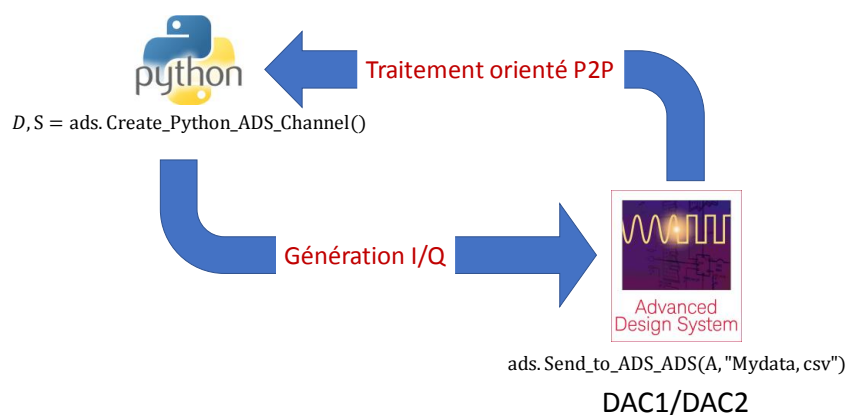 python
Traitement orienté P2P
D, S = ads. Create_Python_ADS_Channel()
Génération I/Q
Advanced
Design System
ads. Send_to_ADS_ADS(A, "Mydata, csv")
DAC1/DAC2